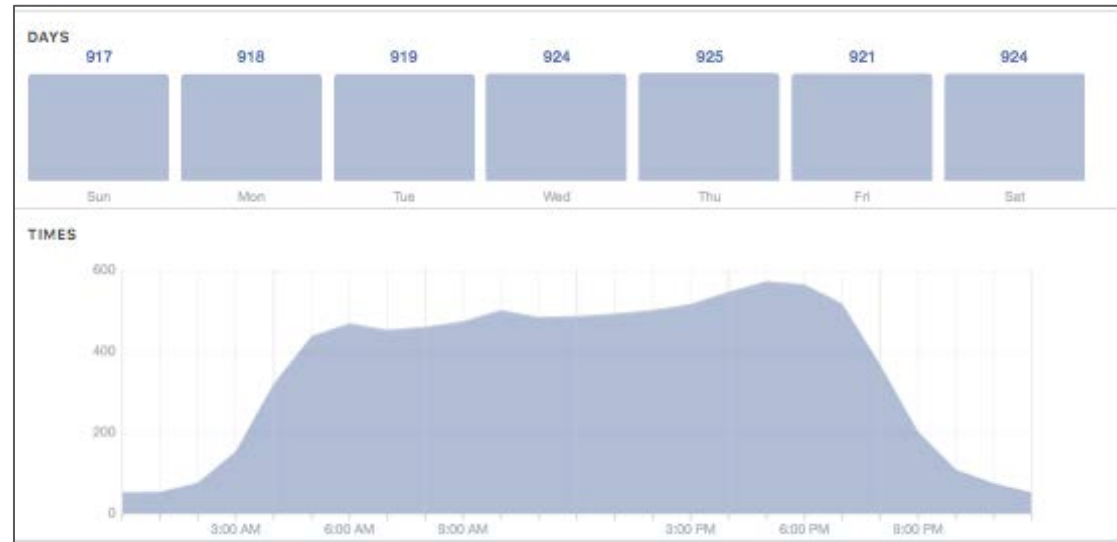 DAYS
917 918 919 924 925 921 924
Sun Mon Tue Wed Thu Fri Sat
TIMES
600
400
200
0
3:00 AM 6:00 AM 9:00 AM 3:00 PM 6:00 PM 9:00 PM